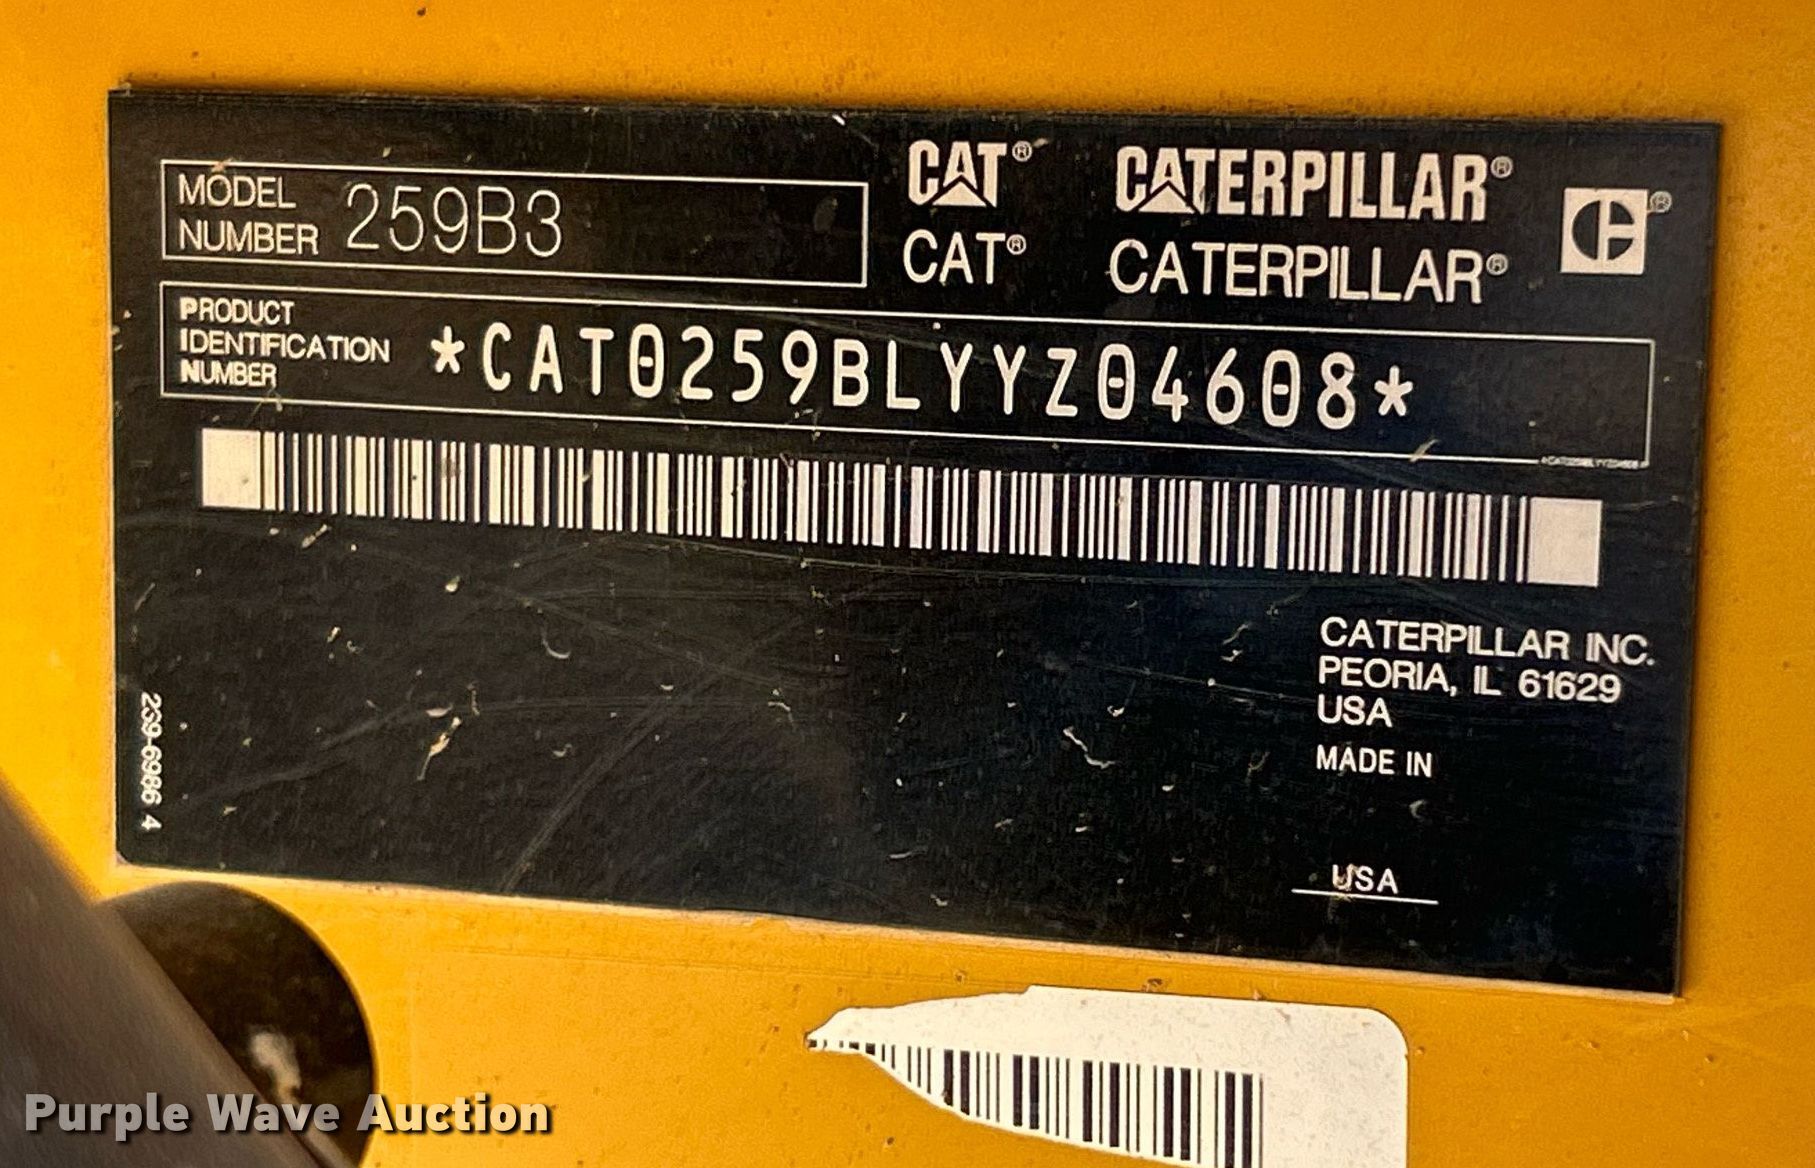 MODEL
NUMBER 259B3
CAT® CATERPILLAR®
CAT® CATERPILLAR®
C ®
PRODUCT
IDENTIFICATION
NUMBER
*CAT0259BLYYZ04608*
CATERPILLAR INC.
PEORIA, IL 61629
USA
MADE IN
USA
239-6986 4
Purple Wave Auction